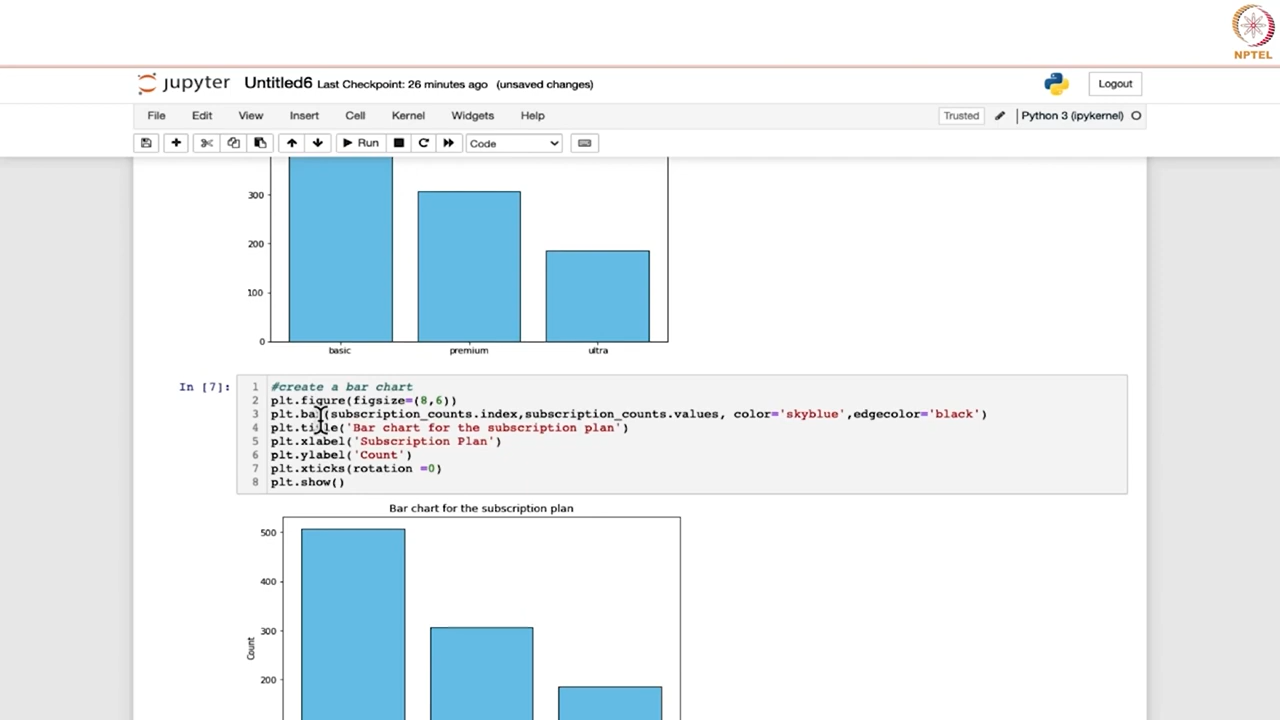 NPTEL
jupyter Untitled6 Last Checkpoint: 26 minutes ago (unsaved changes)
Logout
File Edit View Insert Cell Kernel Widgets Help
Trusted Python 3 (ipykernel)
Run Code
300
200
100
0
basic premium ultra
In [7]:
1 #create a bar chart
2 plt.figure(figsize=(8,6))
3 plt.bar(subscription_counts.index,subscription_counts.values, color='skyblue',edgecolor='black')
4 plt.title('Bar chart for the subscription plan')
5 plt.xlabel('Subscription Plan')
6 plt.ylabel('Count')
7 plt.xticks(rotation =0)
8 plt.show()
Bar chart for the subscription plan
500
400
300
200
Count